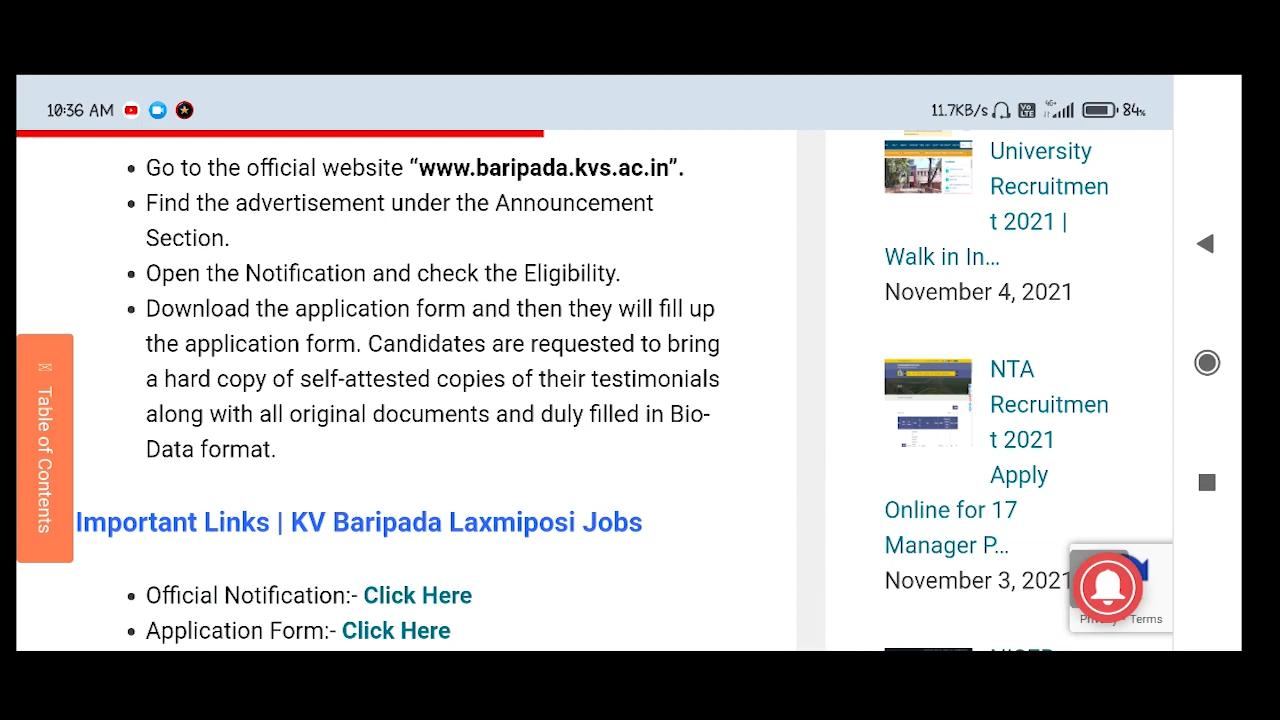 10:36 AM
11.7KB/s
Vo LTE
4G+
84%
Go to the official website “www.baripada.kvs.ac.in”.
Find the advertisement under the Announcement
Section.
Open the Notification and check the Eligibility.
Download the application form and then they will fill up
the application form. Candidates are requested to bring
a hard copy of self-attested copies of their testimonials
along with all original documents and duly filled in Bio-
Data format.
Table of Contents
Important Links | KV Baripada Laxmiposi Jobs
Official Notification:- Click Here
Application Form:- Click Here
University
Recruitmen
t 2021 |
Walk in In...
November 4, 2021
NTA
Recruitmen
t 2021
Apply
Online for 17
Manager P...
November 3, 2021
Terms